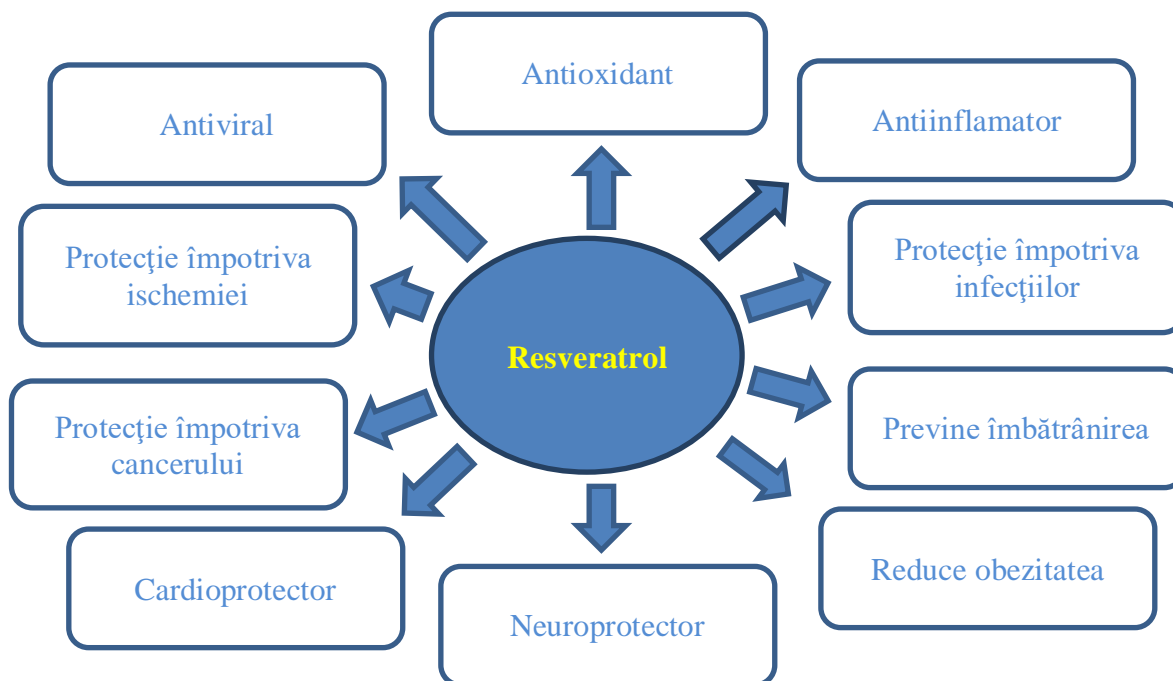 Antioxidant
Antiviral
Antiinflamator
Protecţie împotriva
ischemiei
Protecţie împotriva
infecţiilor
Resveratrol
Protecţie împotriva
cancerului
Previne îmbătrânirea
Cardioprotector
Neuroprotector
Reduce obezitatea